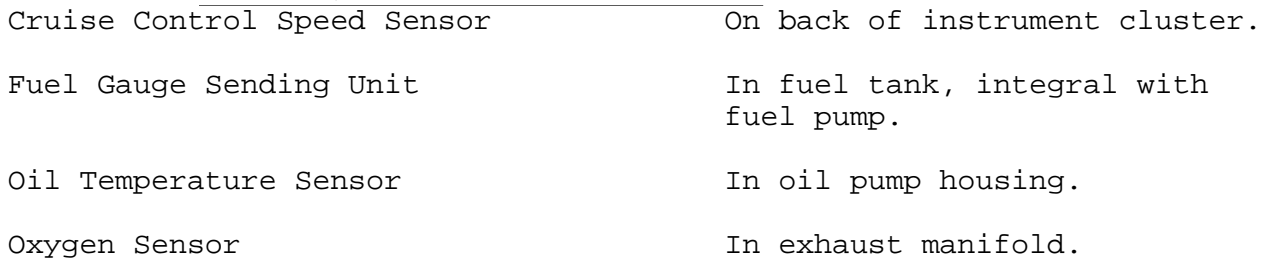 Cruise Control Speed Sensor On back of instrument cluster.
Fuel Gauge Sending Unit In fuel tank, integral with
fuel pump.
Oil Temperature Sensor In oil pump housing.
Oxygen Sensor In exhaust manifold.